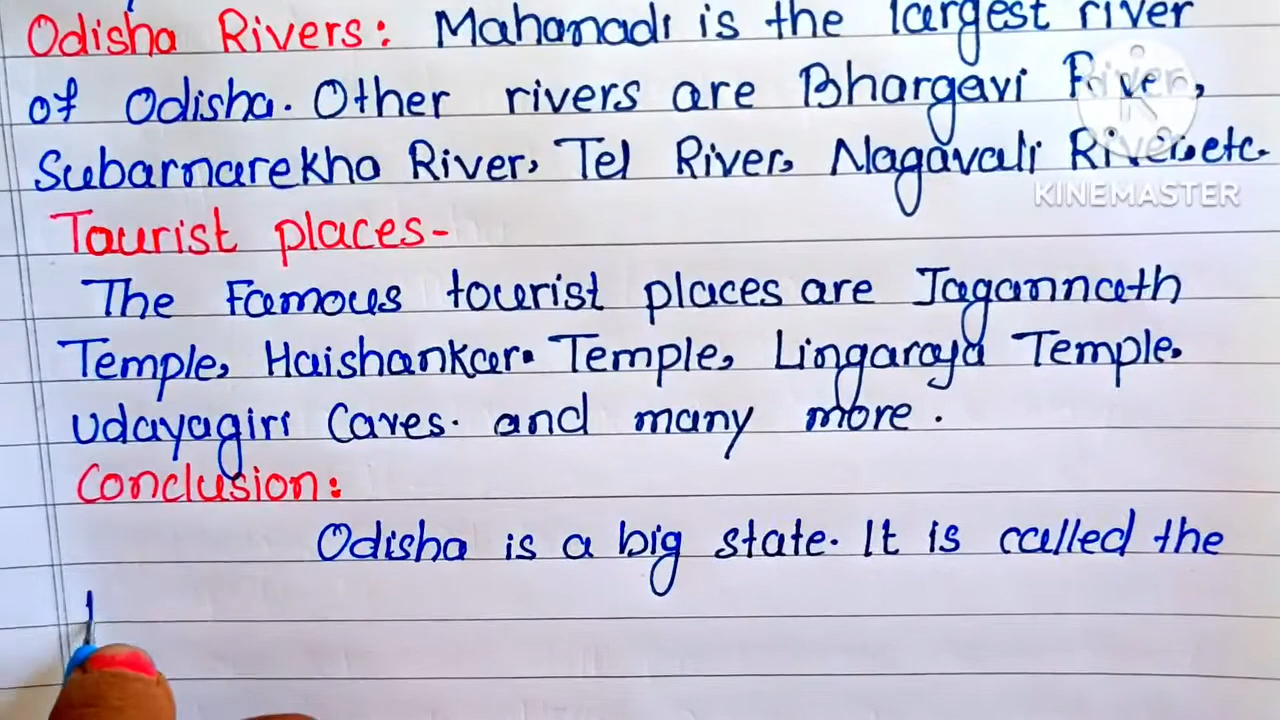 Odisha Rivers: Mahanadi is the largest river
of Odisha. Other rivers are Bhargavi River,
Subarnarekha River, Tel River, Nagavali River, etc.
KINEMASTER
Tourist places-
The Famous tourist places are Jagannath
Temple, Haishankar Temple, Lingaraja Temple.
Udayagiri Caves. and many more.
Conclusion:
Odisha is a big state. It is called the